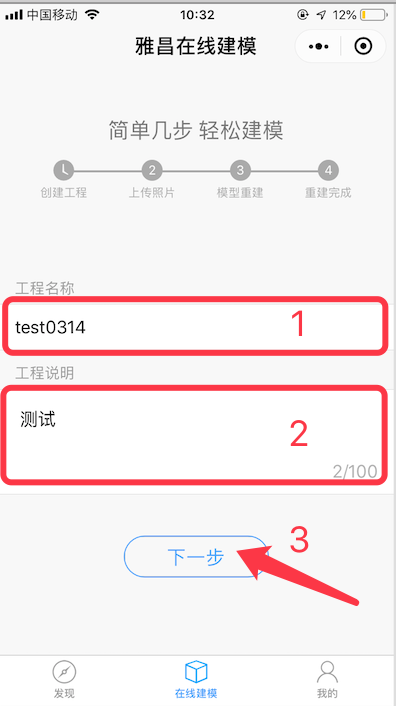 中国移动 10:32 12%
雅昌在线建模
简单几步 轻松建模
2 3 4
创建工程 上传照片 模型重建 重建完成
工程名称
test0314 1
工程说明
测试
2
2/100
下一步 3
发现 在线建模 我的